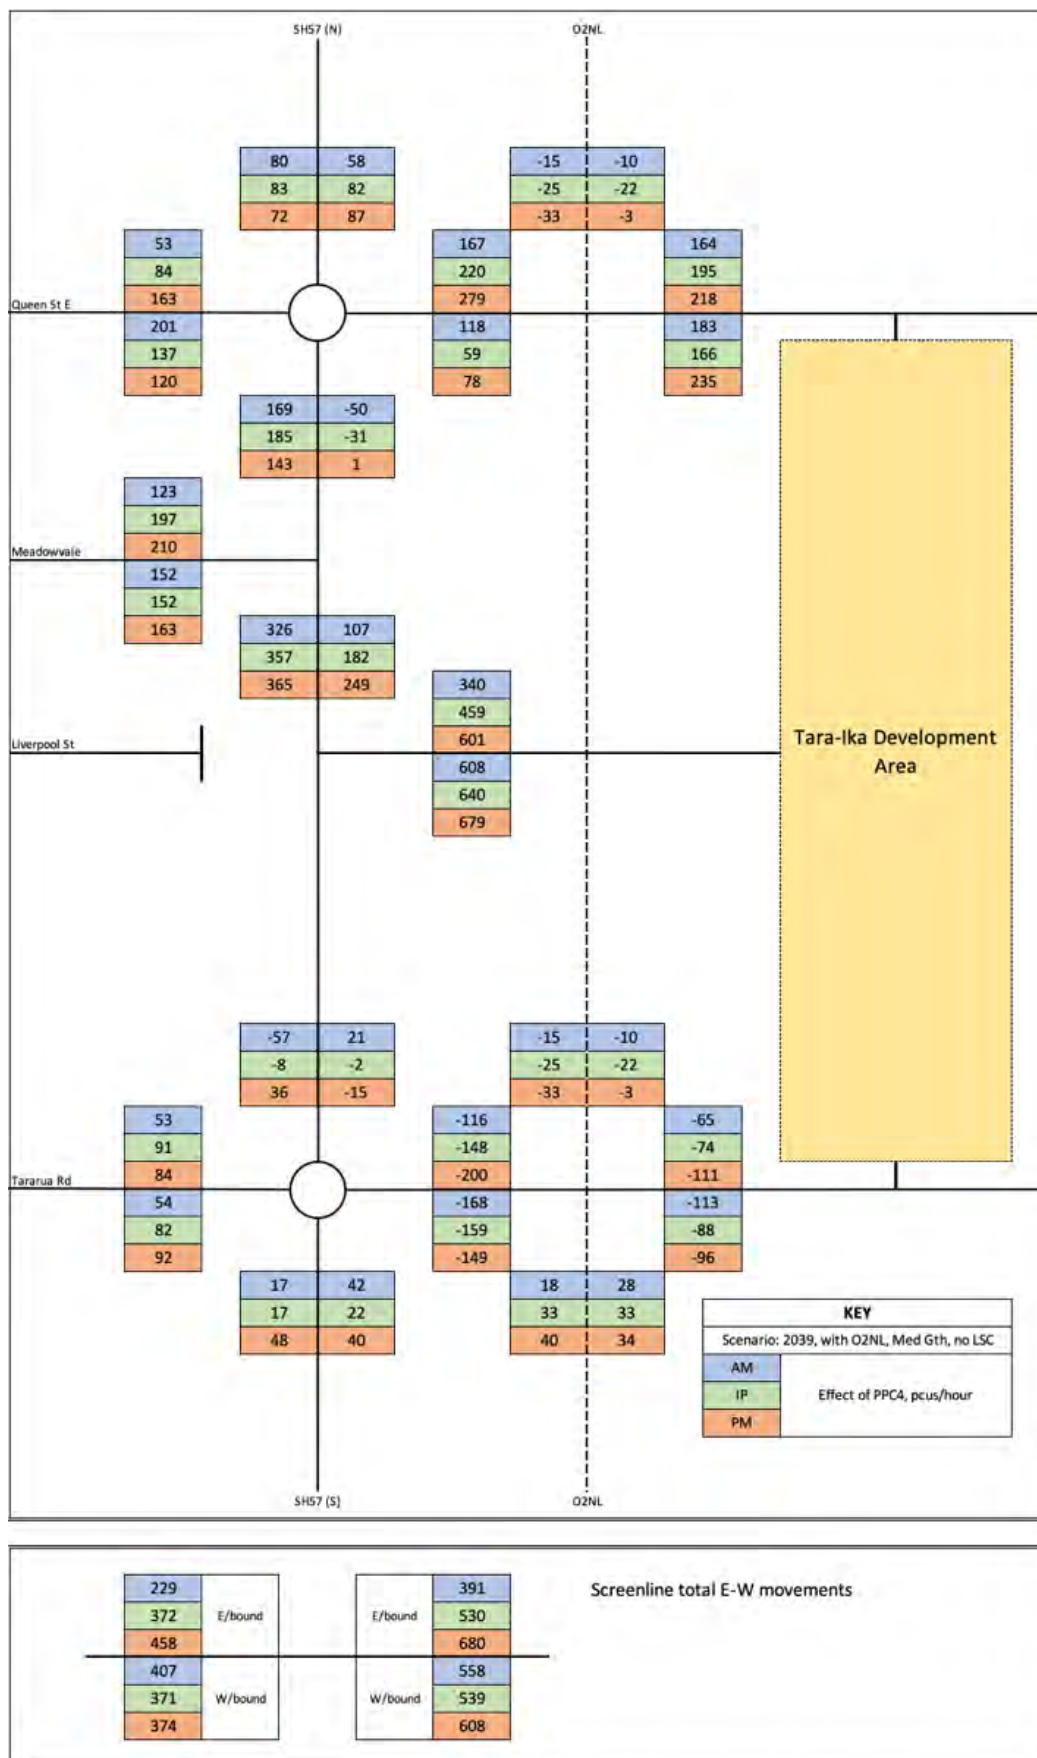 SH57 (N) O2NL
80 58 -15 -10
83 82 -25 -22
72 87 -33 -3
53 167 164
84 220 195
163 279 218
Queen St E
201 118 183
137 59 166
120 78 235
169 -50
185 -31
143 1
123
197
210
Meadowvale
152
152
163
326 107
357 182
365 249
340
459
601
Liverpool St
608
640
679
Tara-Ika Development
Area
-57 21 -15 -10
-8 -2 -25 -22
36 -15 -33 -3
53 -116 -65
91 -148 -74
84 -200 -111
Tararua Rd
54 -168 -113
82 -159 -88
92 -149 -96
17 42 18 28
17 22 33 33
48 40 40 34
KEY
Scenario: 2039, with O2NL, Med Gth, no LSC
AM
IP Effect of PPC4, pcus/hour
PM
SH57 (S) O2NL
229 391 Screenline total E-W movements
372 E/bound E/bound 530
458 680
407 558
371 W/bound W/bound 539
374 608